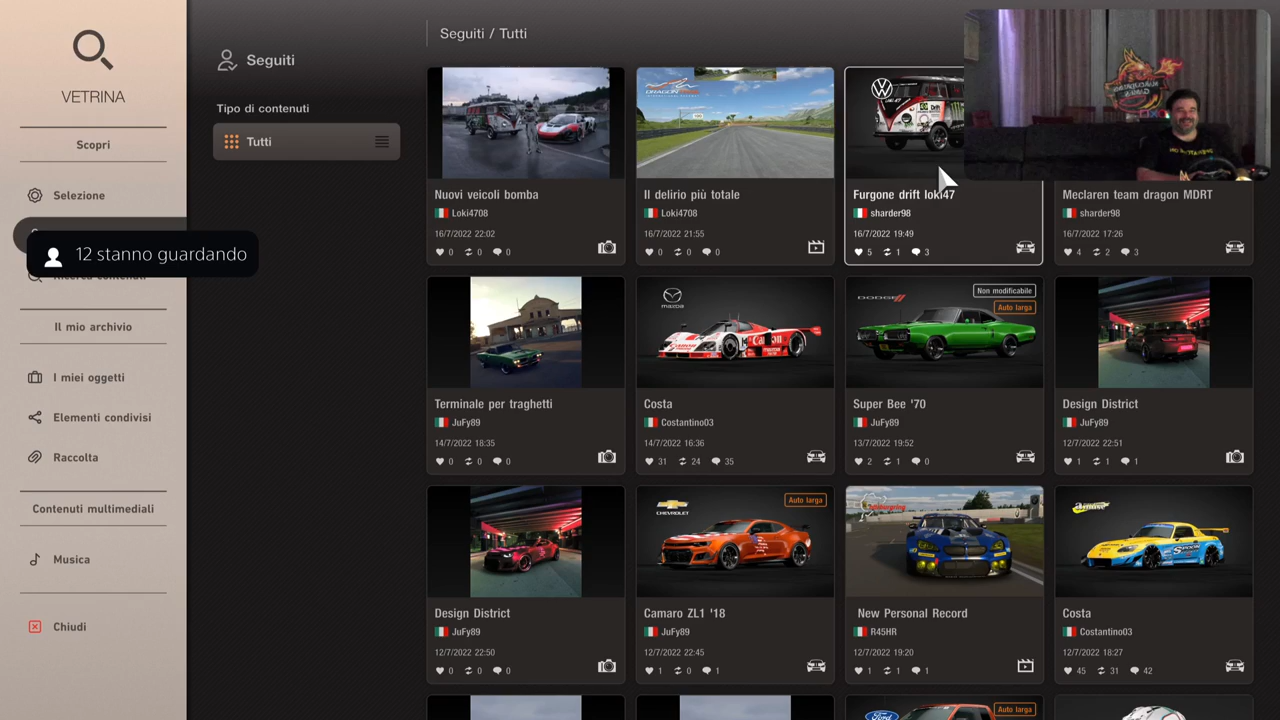 VETRINA
Scopri
Selezione
12 stanno guardando
Il mio archivio
I miei oggetti
Elementi condivisi
Raccolta
Contenuti multimediali
Musica
Chiudi
Seguiti
Tipo di contenuti
Tutti
Seguiti / Tutti
Nuovi veicoli bomba
Loki4708
16/7/2022 22:02
0 0 0
Il delirio più totale
Loki4708
16/7/2022 21:55
0 0 0
Furgone drift loki47
sharder98
16/7/2022 19:49
5 1 3
Meclaren team dragon MDRT
sharder98
16/7/2022 17:26
4 2 3
Terminale per traghetti
JuFy89
14/7/2022 18:35
0 0 0
mazda
Costa
Costantino03
14/7/2022 16:36
31 24 35
Non modificabile
DODGE
Auto larga
Super Bee '70
JuFy89
13/7/2022 19:52
2 1 0
Design District
JuFy89
12/7/2022 22:51
1 1 1
Design District
JuFy89
12/7/2022 22:50
0 0 0
Auto larga
CHEVROLET
Camaro ZL1 '18
JuFy89
12/7/2022 22:45
1 0 1
New Personal Record
R45HR
12/7/2022 19:20
1 1 1
Costa
Costantino03
12/7/2022 18:27
45 31 42
Auto larga
Ford